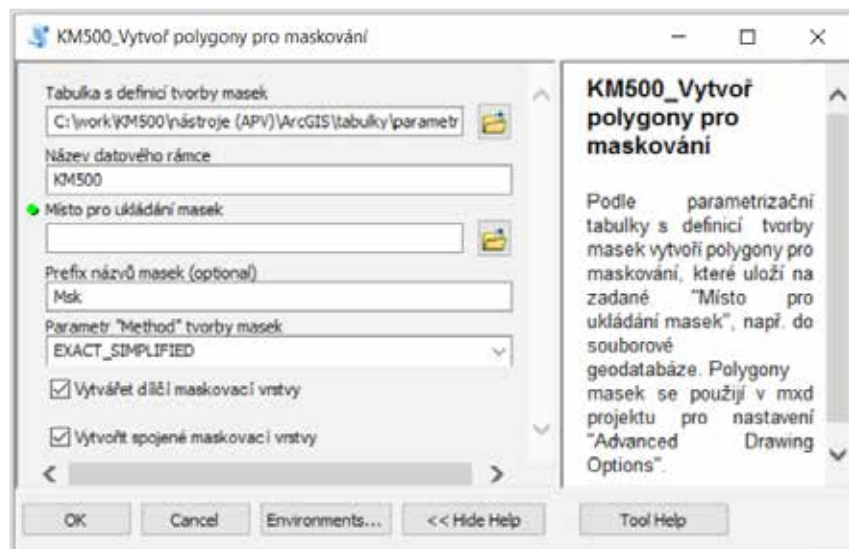 KM500_Vytvoř polygony pro maskování
Tabulka s definicí tvorby masek
C:\work\KM500\nástroje (APV)\ArcGIS\tabulky\parametr
Název datového rámce
KM500
Místo pro ukládání masek
Prefix názvů masek (optional)
Msk
Parametr "Method" tvorby masek
EXACT_SIMPLIFIED
Vytvářet dílčí maskovací vrstvy
Vytvořit spojené maskovací vrstvy
KM500_Vytvoř
polygony pro
maskování
Podle parametrizační
tabulky s definicí tvorby
masek vytvoří polygony pro
maskování, které uloží na
zadané "Místo pro
ukládání masek", např. do
souborové
geodatabáze. Polygony
masek se použijí v mxd
projektu pro nastavení
"Advanced Drawing
Options".
OK
Cancel
Environments...
<< Hide Help
Tool Help